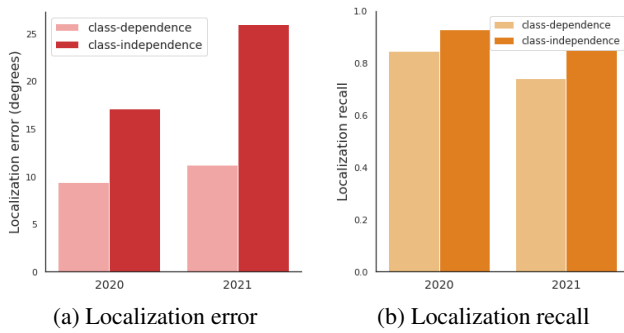 class-dependence
class-independence
Localization error (degrees)
25
20
15
10
5
0
2020 2021
(a) Localization error
class-dependence
class-independence
Localization recall
1.0
0.8
0.6
0.4
0.2
0.0
2020 2021
(b) Localization recall